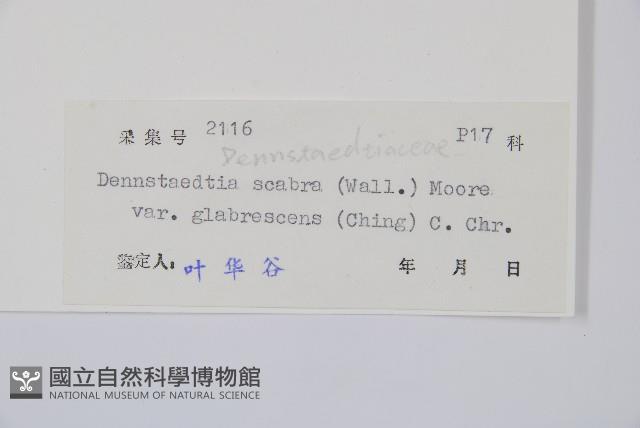 采集号 2116 P17 科
Dennstaedtiaceae
Dennstaedtia scabra (Wall.) Moore
var. glabrescens (Ching) C. Chr.
鉴定人: 叶华谷 年 月 日
國立自然科學博物館
NATIONAL MUSEUM OF NATURAL SCIENCE